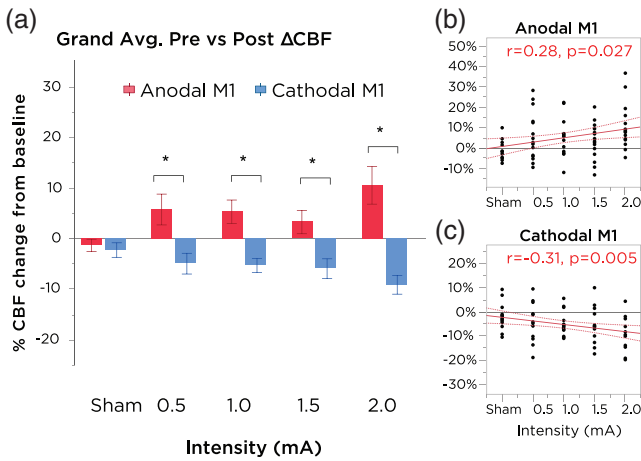 (a)
Grand Avg. Pre vs Post ΔCBF
% CBF change from baseline
30
20
10
0
-10
-20
Anodal M1
Cathodal M1
*
*
*
*
Sham 0.5 1.0 1.5 2.0
Intensity (mA)
(b)
Anodal M1
r=0.28, p=0.027
50%
40%
30%
20%
10%
0%
-10%
Sham 0.5 1.0 1.5 2.0
(c)
Cathodal M1
r=-0.31, p=0.005
20%
10%
0%
-10%
-20%
-30%
Sham 0.5 1.0 1.5 2.0
Intensity (mA)